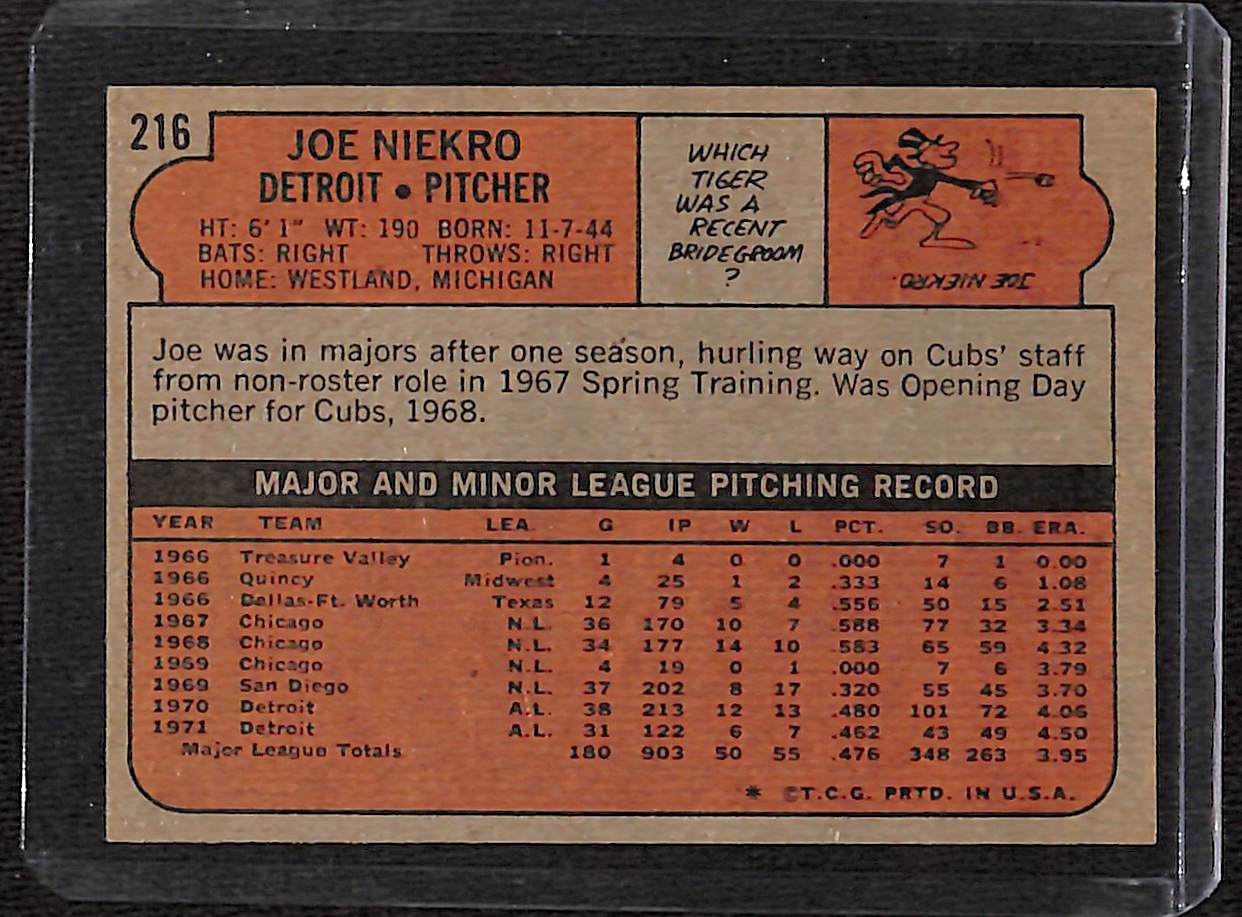 216
JOE NIEKRO
DETROIT • PITCHER
HT: 6' 1" WT: 190 BORN: 11-7-44
BATS: RIGHT THROWS: RIGHT
HOME: WESTLAND, MICHIGAN
WHICH
TIGER
WAS A
RECENT
BRIDEGROOM
?
JOE NIEKRO.
Joe was in majors after one season, hurling way on Cubs' staff
from non-roster role in 1967 Spring Training. Was Opening Day
pitcher for Cubs, 1968.
MAJOR AND MINOR LEAGUE PITCHING RECORD
YEAR TEAM LEA. G IP W L PCT. SO. BB. ERA.
1966 Treasure Valley Pion. 1 4 0 0 .000 7 1 0.00
1966 Quincy Midwest 4 25 1 2 .333 14 6 1.08
1966 Dallas-Ft. Worth Texas 12 79 5 4 .556 50 15 2.51
1967 Chicago N.L. 36 170 10 7 .588 77 32 3.34
1968 Chicago N.L. 34 177 14 10 .583 65 59 4.32
1969 Chicago N.L. 4 19 0 1 .000 7 6 3.79
1969 San Diego N.L. 37 202 8 17 .320 55 45 3.70
1970 Detroit A.L. 38 213 12 13 .480 101 72 4.06
1971 Detroit A.L. 31 122 6 7 .462 43 49 4.50
Major League Totals 180 903 50 55 .476 348 263 3.95
* ©T.C.G. PRTD. IN U.S.A.